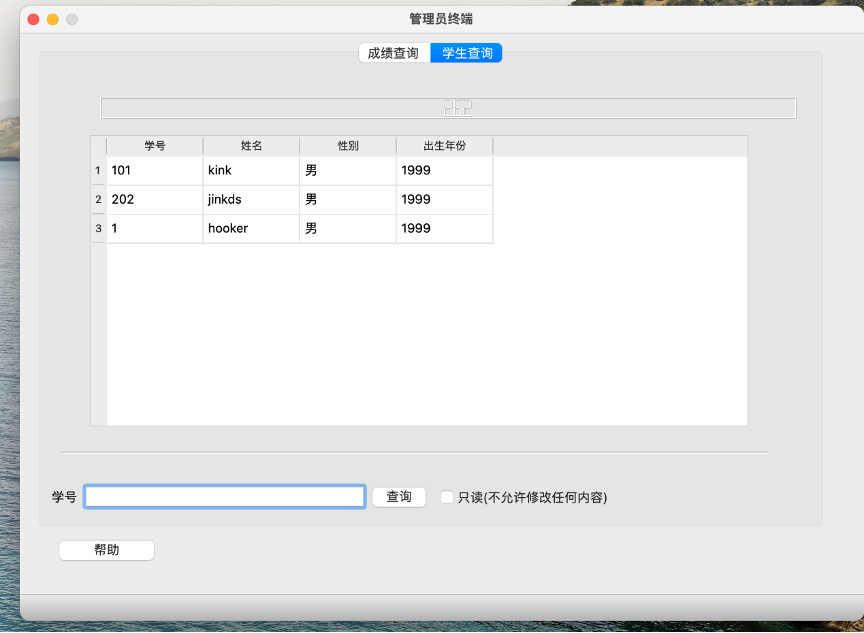 管理员终端
成绩查询 学生查询
学号 姓名 性别 出生年份
1 101 kink 男 1999
2 202 jinkds 男 1999
3 1 hooker 男 1999
学号 查询 只读(不允许修改任何内容)
帮助